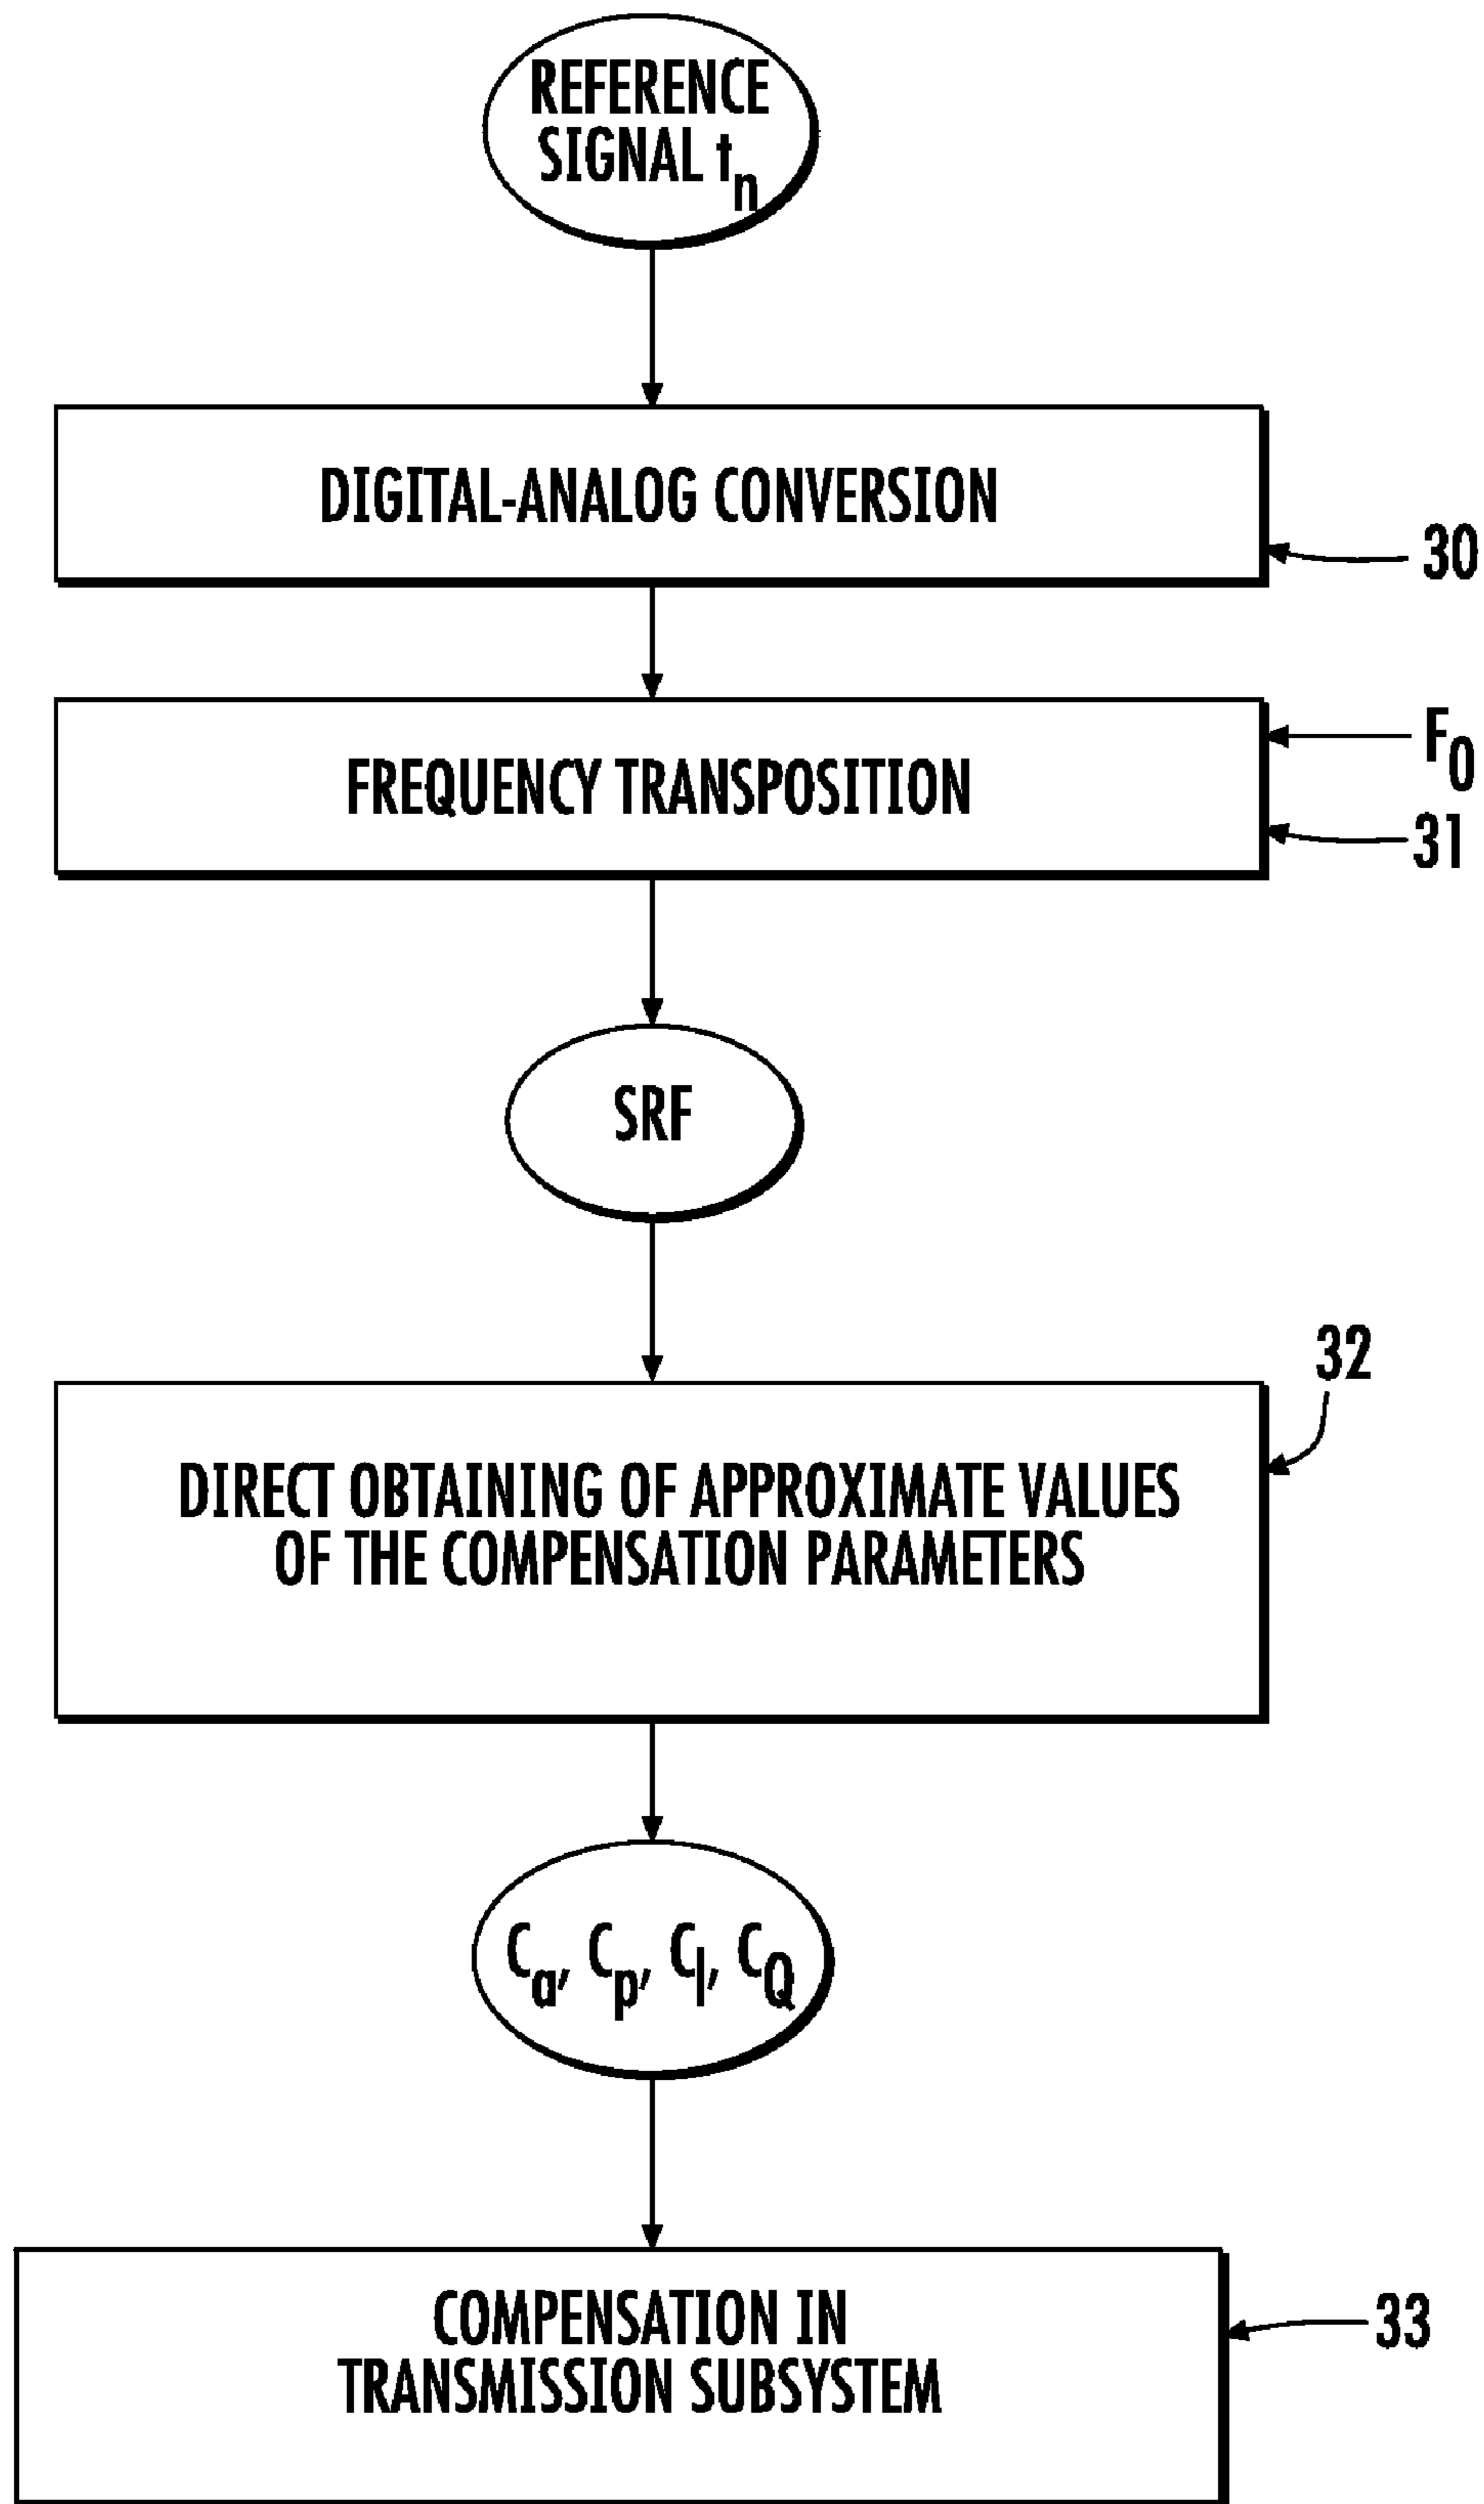 REFERENCE
SIGNAL tn
DIGITAL-ANALOG CONVERSION
30
FREQUENCY TRANSPOSITION
F0
31
SRF
32
DIRECT OBTAINING OF APPROXIMATE VALUES
OF THE COMPENSATION PARAMETERS
Ca, Cp, CI, CQ
COMPENSATION IN
TRANSMISSION SUBSYSTEM
33